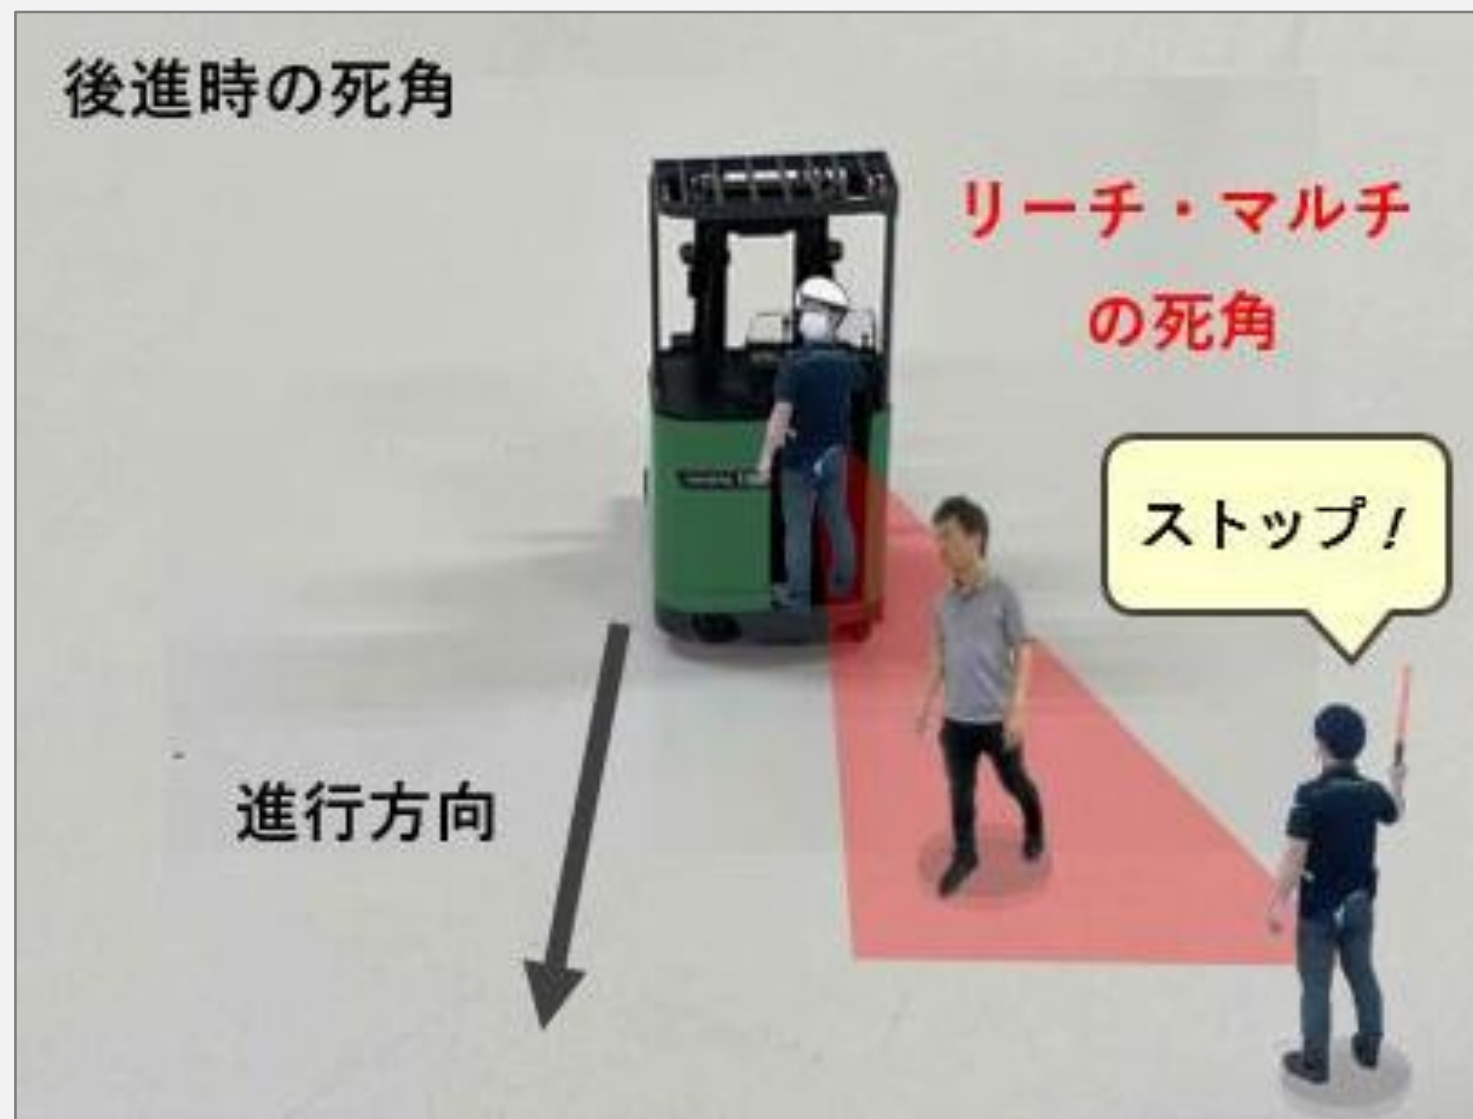 後進時の死角
リーチ・マルチ
の死角
ストップ！
進行方向